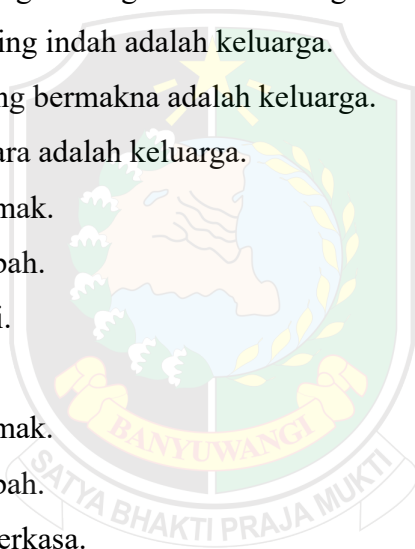 ing indah adalah keluarga.
ng bermakna adalah keluarga.
ara adalah keluarga.
mak.
bah.
i.
mak.
bah.
erkasa.
BANYUWANGI
SATYA BHAKTI PRAJA MUKTI